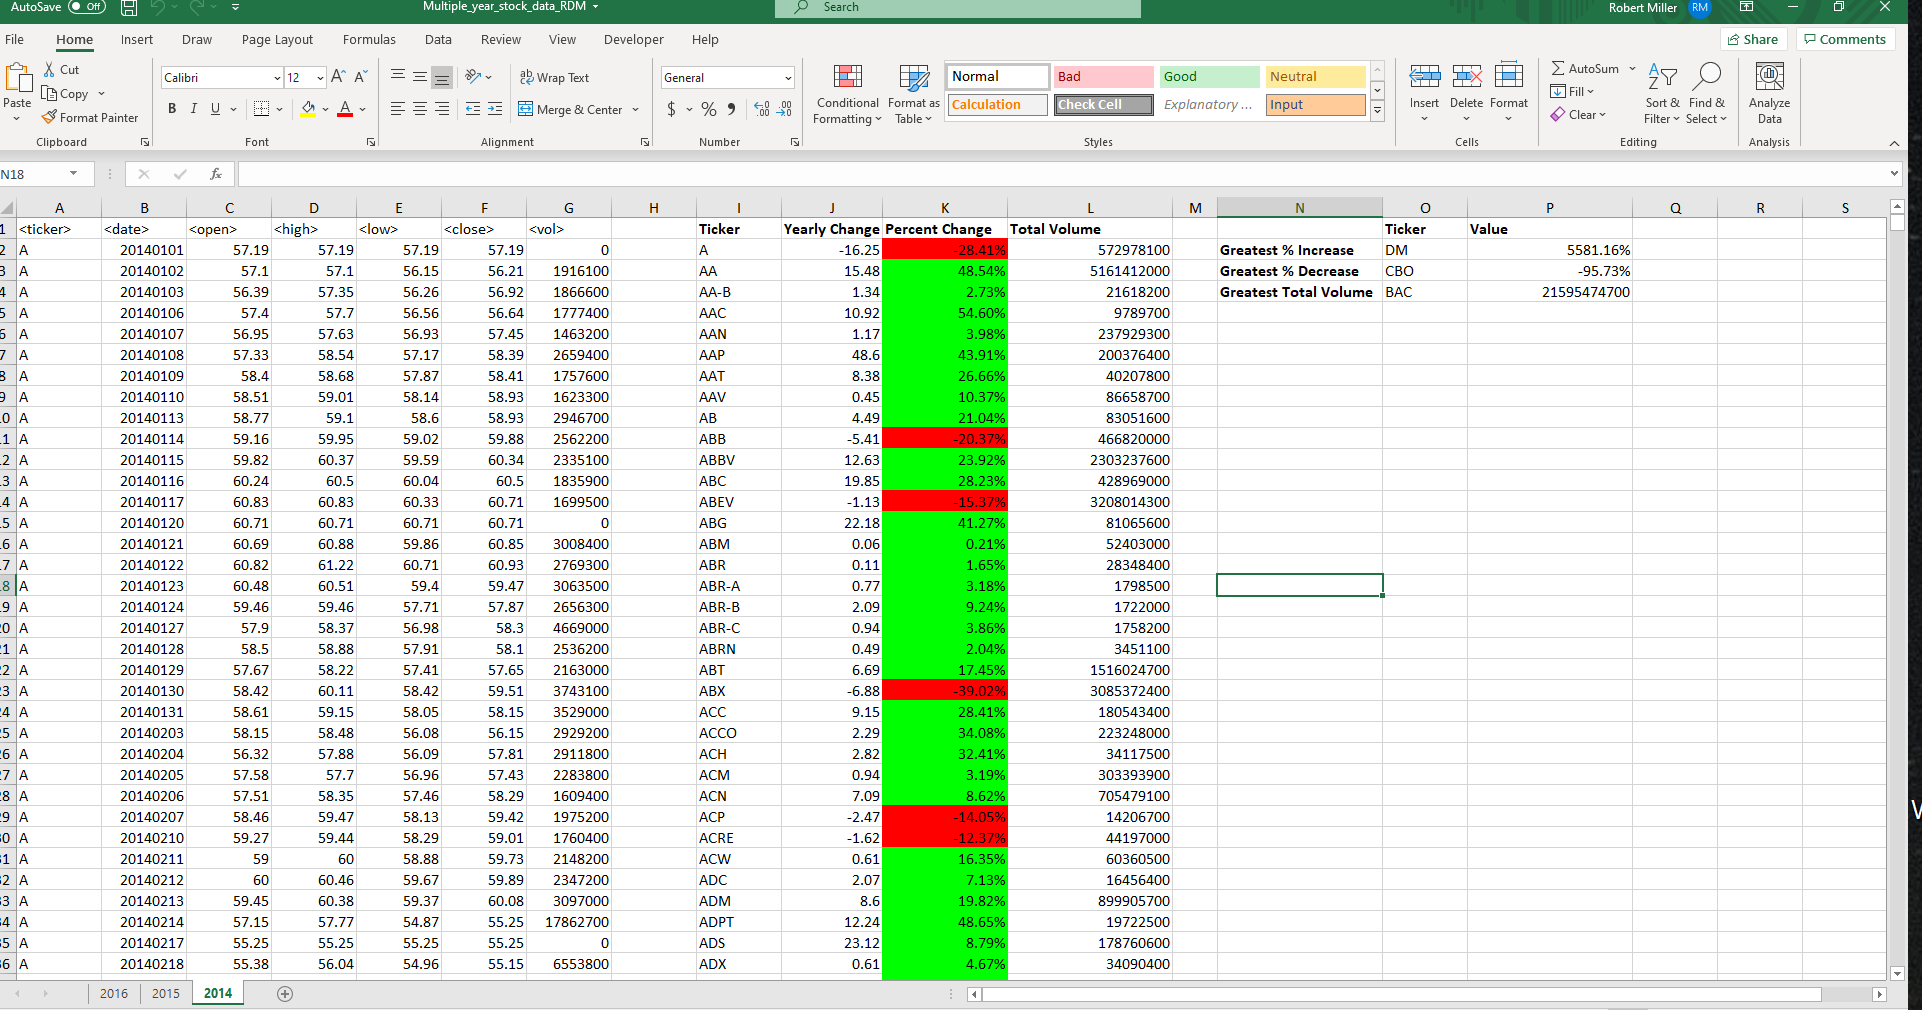 AutoSave Off Multiple_year_stock_data_RDM Search Robert Miller RM
File Home Insert Draw Page Layout Formulas Data Review View Developer Help Share Comments
Paste Cut Copy Format Painter Clipboard
Calibri 12 A A B I U A Font
ab Wrap Text Merge & Center Alignment
General $ % Number
Conditional Formatting Format as Table
Normal Bad Good Neutral
Calculation Check Cell Explanatory ... Input
Styles
Insert Delete Format Cells
AutoSum Fill Clear Sort & Filter Find & Select Editing
Analyze Data Analysis
N18 fx
A B C D E F G H I J K L M N O P Q R S
1 <ticker> <date> <open> <high> <low> <close> <vol> Ticker Yearly Change Percent Change Total Volume Ticker Value
2 A 20140101 57.19 57.19 57.19 57.19 0 A -16.25 -28.41% 572978100 Greatest % Increase DM 5581.16%
3 A 20140102 57.1 57.1 56.15 56.21 1916100 AA 15.48 48.54% 5161412000 Greatest % Decrease CBO -95.73%
4 A 20140103 56.39 57.35 56.26 56.92 1866600 AA-B 1.34 2.73% 21618200 Greatest Total Volume BAC 21595474700
5 A 20140106 57.4 57.7 56.56 56.64 1777400 AAC 10.92 54.60% 9789700
6 A 20140107 56.95 57.63 56.93 57.45 1463200 AAN 1.17 3.98% 237929300
7 A 20140108 57.33 58.54 57.17 58.39 2659400 AAP 48.6 43.91% 200376400
8 A 20140109 58.4 58.68 57.87 58.41 1757600 AAT 8.38 26.66% 40207800
9 A 20140110 58.51 59.01 58.14 58.93 1623300 AAV 0.45 10.37% 86658700
0 A 20140113 58.77 59.1 58.6 58.93 2946700 AB 4.49 21.04% 83051600
1 A 20140114 59.16 59.95 59.02 59.88 2562200 ABB -5.41 -20.37% 466820000
2 A 20140115 59.82 60.37 59.59 60.34 2335100 ABBV 12.63 23.92% 2303237600
3 A 20140116 60.24 60.5 60.04 60.5 1835900 ABC 19.85 28.23% 428969000
4 A 20140117 60.83 60.83 60.33 60.71 1699500 ABEV -1.13 -15.37% 3208014300
5 A 20140120 60.71 60.71 60.71 60.71 0 ABG 22.18 41.27% 81065600
6 A 20140121 60.69 60.88 59.86 60.85 3008400 ABM 0.06 0.21% 52403000
7 A 20140122 60.82 61.22 60.71 60.93 2769300 ABR 0.11 1.65% 28348400
8 A 20140123 60.48 60.51 59.4 59.47 3063500 ABR-A 0.77 3.18% 1798500
9 A 20140124 59.46 59.46 57.71 57.87 2656300 ABR-B 2.09 9.24% 1722000
0 A 20140127 57.9 58.37 56.98 58.3 4669000 ABR-C 0.94 3.86% 1758200
1 A 20140128 58.5 58.88 57.91 58.1 2536200 ABRN 0.49 2.04% 3451100
2 A 20140129 57.67 58.22 57.41 57.65 2163000 ABT 6.69 17.45% 1516024700
3 A 20140130 58.42 60.11 58.42 59.51 3743100 ABX -6.88 -39.02% 3085372400
4 A 20140131 58.61 59.15 58.05 58.15 3529000 ACC 9.15 28.41% 180543400
5 A 20140203 58.15 58.48 56.08 56.15 2929200 ACCO 2.29 34.08% 223248000
6 A 20140204 56.32 57.88 56.09 57.81 2911800 ACH 2.82 32.41% 34117500
7 A 20140205 57.58 57.7 56.96 57.43 2283800 ACM 0.94 3.19% 303393900
8 A 20140206 57.51 58.35 57.46 58.29 1609400 ACN 7.09 8.62% 705479100
9 A 20140207 58.46 59.47 58.13 59.42 1975200 ACP -2.47 -14.05% 14206700
0 A 20140210 59.27 59.44 58.29 59.01 1760400 ACRE -1.62 -12.37% 44197000
1 A 20140211 59 60 58.88 59.73 2148200 ACW 0.61 16.35% 60360500
2 A 20140212 60 60.46 59.67 59.89 2347200 ADC 2.07 7.13% 16456400
3 A 20140213 59.45 60.38 59.37 60.08 3097000 ADM 8.6 19.82% 899905700
4 A 20140214 57.15 57.77 54.87 55.25 17862700 ADPT 12.24 48.65% 19722500
5 A 20140217 55.25 55.25 55.25 55.25 0 ADS 23.12 8.79% 178760600
6 A 20140218 55.38 56.04 54.96 55.15 6553800 ADX 0.61 4.67% 34090400
2016 2015 2014